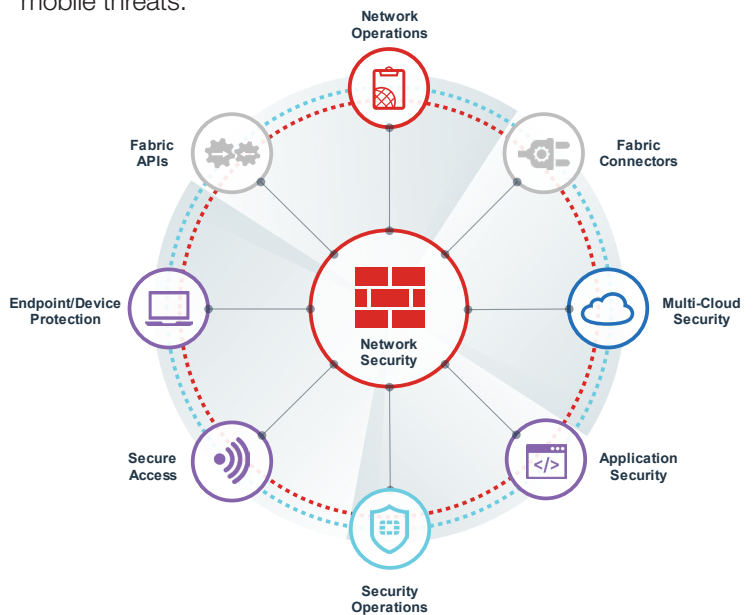 mobile threats.
Network
Operations
Fabric
APIs
Fabric
Connectors
Endpoint/Device
Protection
Network
Security
Multi-Cloud
Security
Secure
Access
</>
Application
Security
Security
Operations